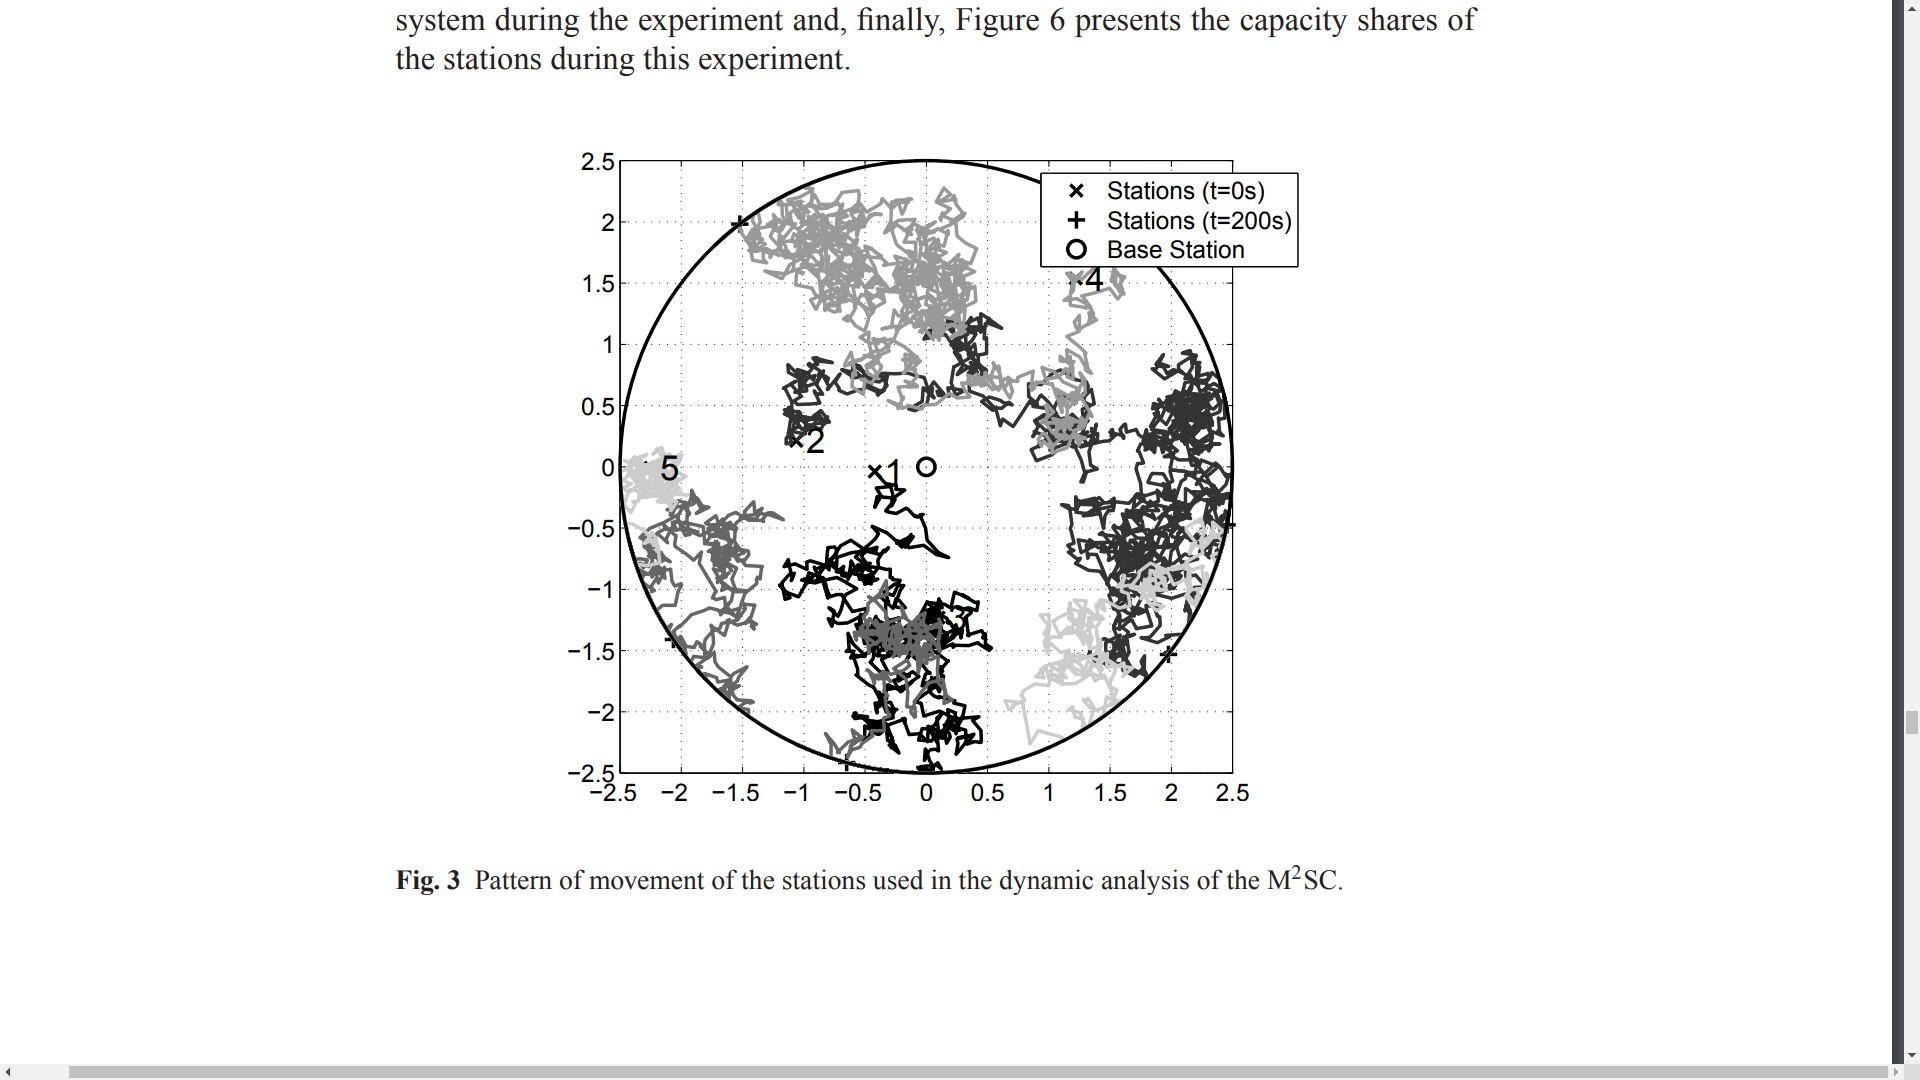 system during the experiment and, finally, Figure 6 presents the capacity shares of
the stations during this experiment.
2.5
2
1.5
1
0.5
0
−0.5
−1
−1.5
−2
−2.5
Stations (t=0s)
Stations (t=200s)
Base Station
4
2
5
1
3
−2.5 −2 −1.5 −1 −0.5 0 0.5 1 1.5 2 2.5
Fig. 3 Pattern of movement of the stations used in the dynamic analysis of the M²SC.